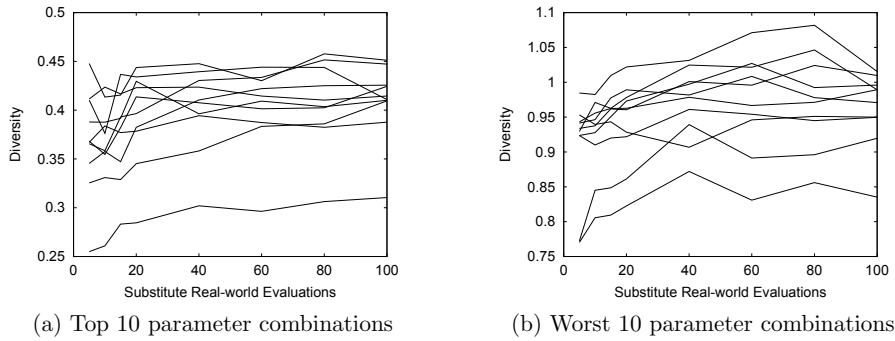 0.5
0.45
0.4
0.35
0.3
0.25
Diversity
0 20 40 60 80 100
Substitute Real-world Evaluations
(a) Top 10 parameter combinations
1.1
1.05
1
0.95
0.9
0.85
0.8
0.75
Diversity
0 20 40 60 80 100
Substitute Real-world Evaluations
(b) Worst 10 parameter combinations